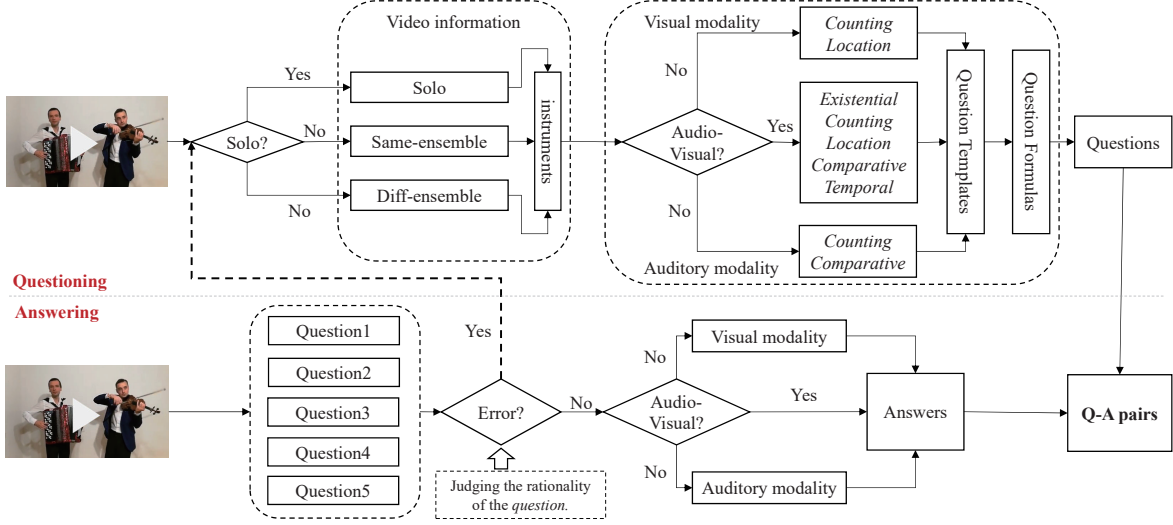 Video information
Solo?
Yes
No
No
Solo
Same-ensemble
Diff-ensemble
instruments
Visual modality
No
Audio-
Visual?
Yes
No
Auditory modality
Counting
Location
Existential
Counting
Location
Comparative
Temporal
Counting
Comparative
Question Templates
Question Formulas
Questions
Questioning
Answering
Question1
Question2
Question3
Question4
Question5
Yes
Error?
No
Judging the rationality
of the question.
Audio-
Visual?
No
Yes
No
Visual modality
Auditory modality
Answers
Q-A pairs